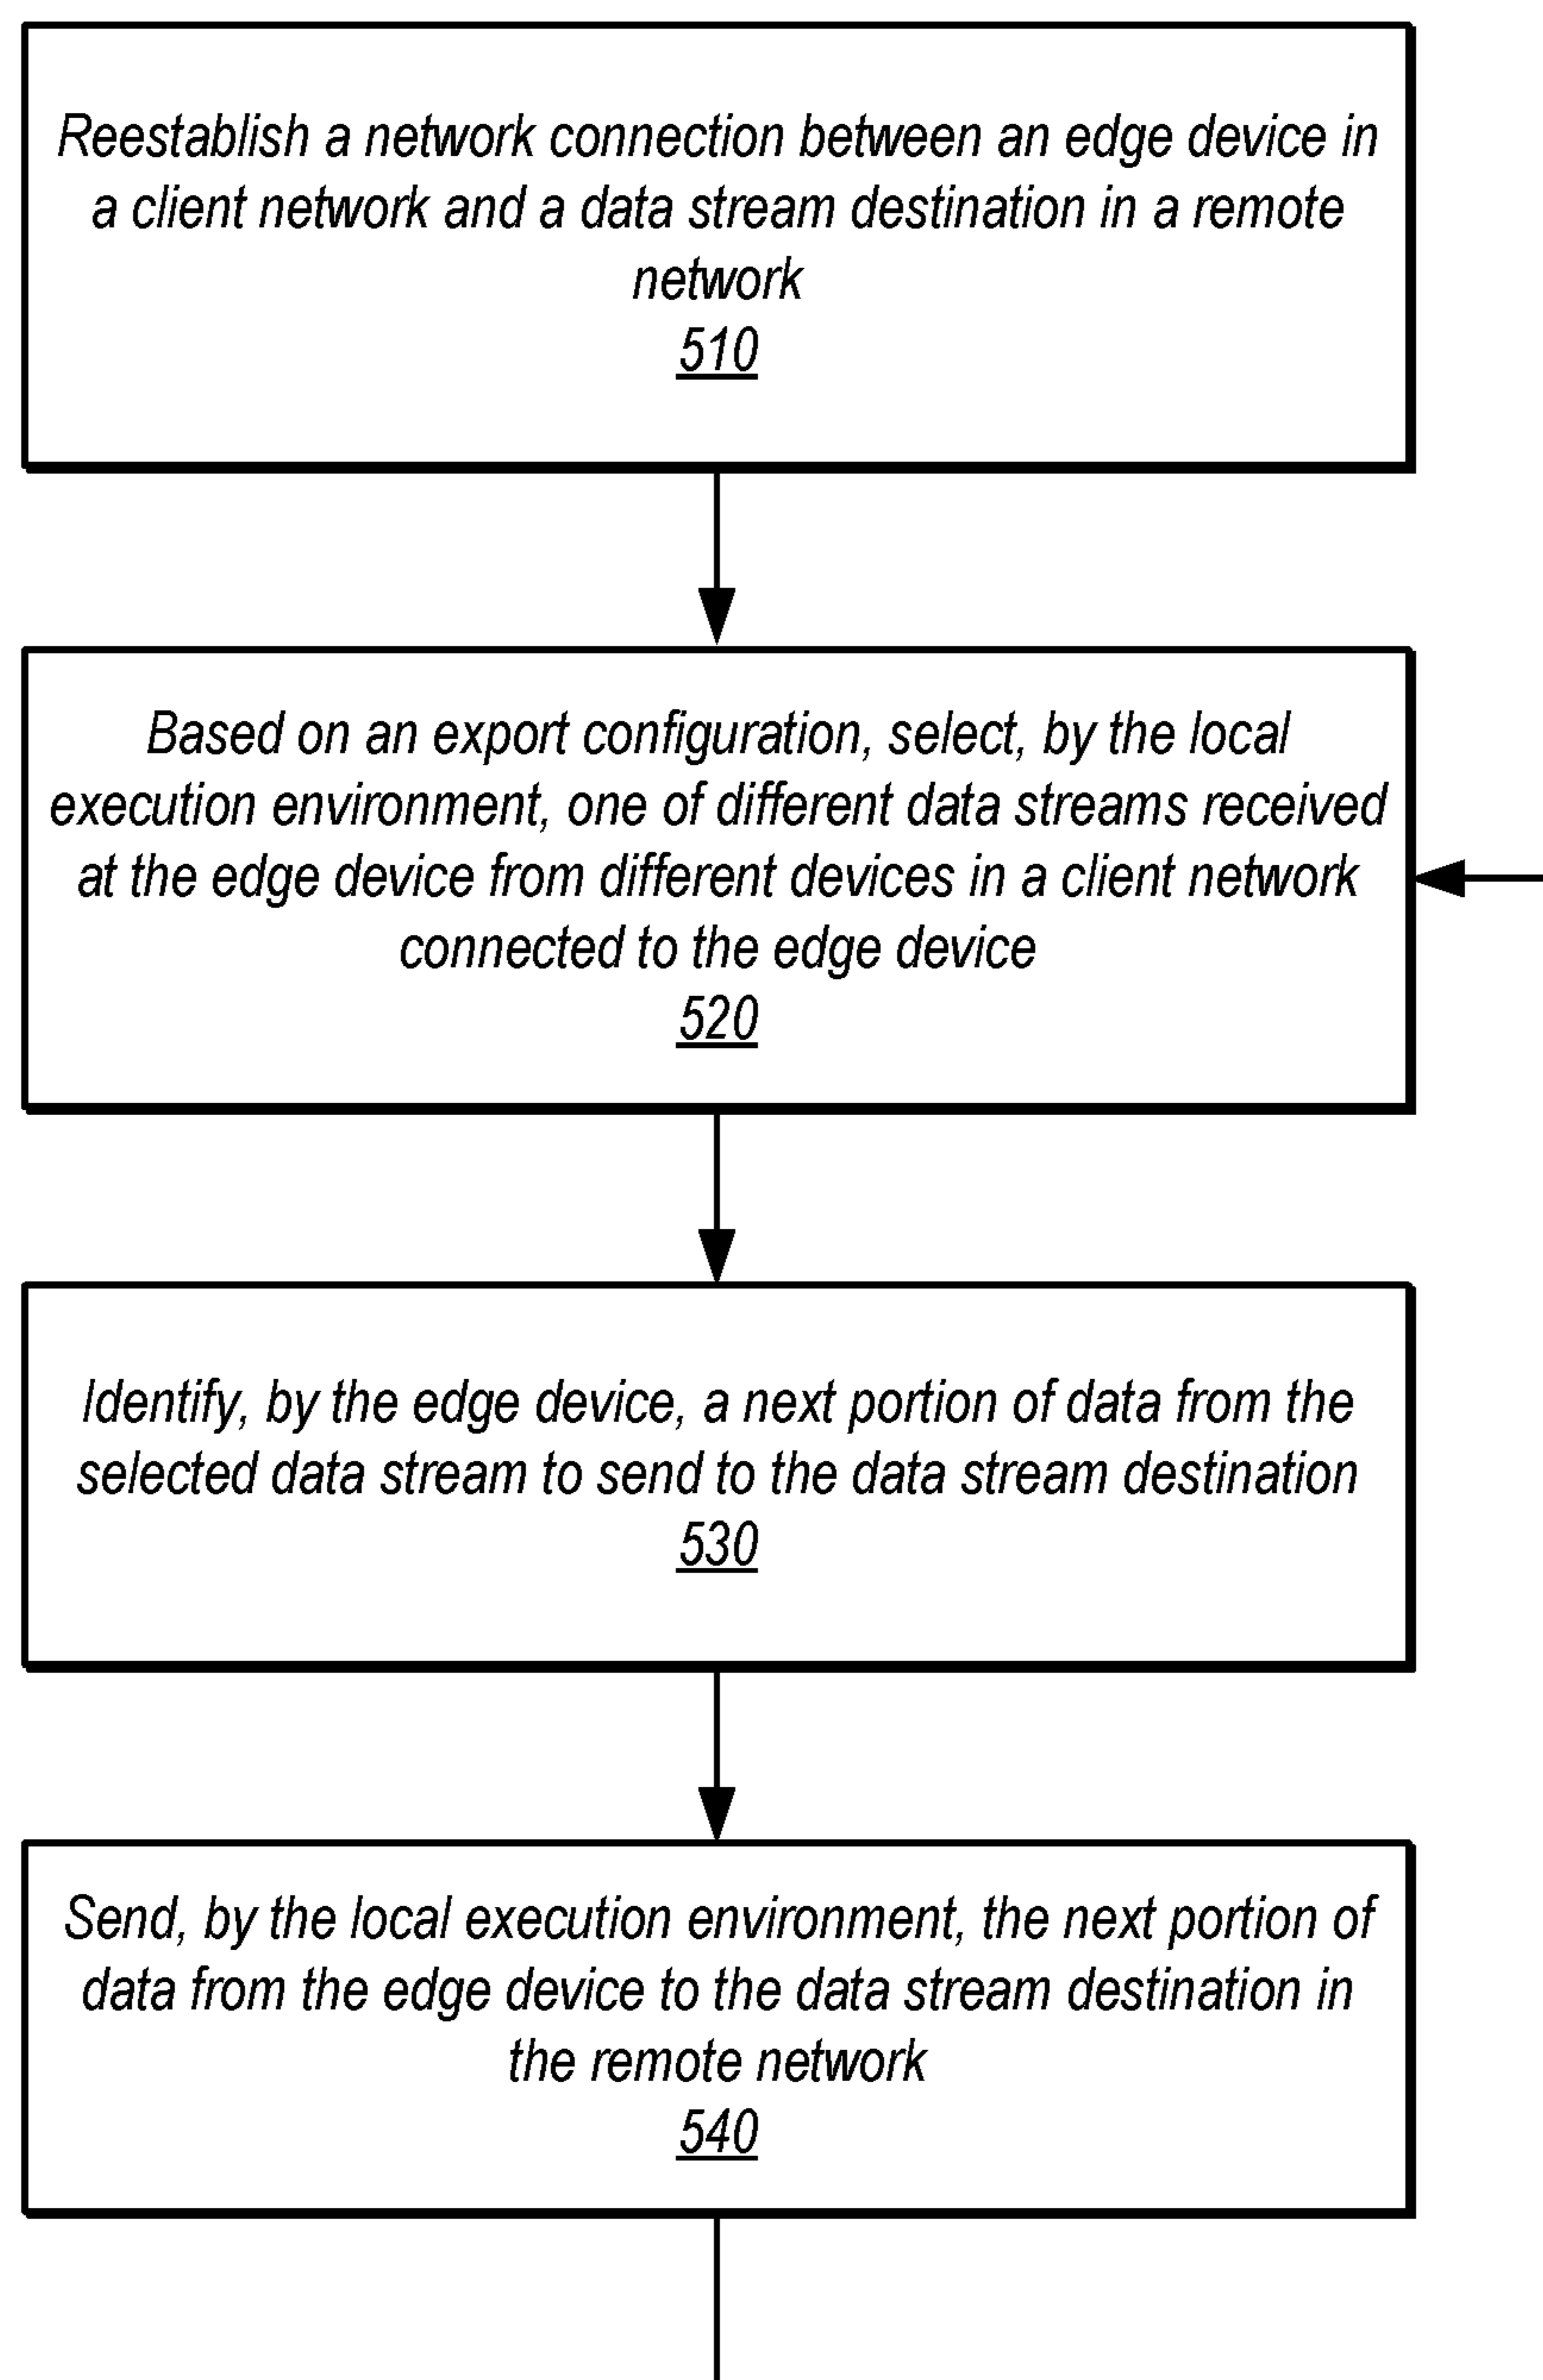 Reestablish a network connection between an edge device in
a client network and a data stream destination in a remote
network
510
Based on an export configuration, select, by the local
execution environment, one of different data streams received
at the edge device from different devices in a client network
connected to the edge device
520
Identify, by the edge device, a next portion of data from the
selected data stream to send to the data stream destination
530
Send, by the local execution environment, the next portion of
data from the edge device to the data stream destination in
the remote network
540